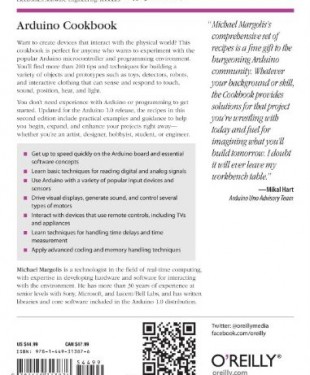 Arduino Cookbook
Want to create devices that interact with the physical world? This
cookbook is perfect for anyone who wants to experiment with the
popular Arduino microcontroller and programming environment.
You'll find more than 200 tips and techniques for building a
variety of objects and prototypes such as toys, detectors, robots,
and interactive clothing that can sense and respond to touch,
sound, position, heat, and light.
You don't need experience with Arduino or programming to get
started. Updated for the Arduino 1.0 release, the recipes in this
second edition include practical examples and guidance to help
you begin, expand, and enhance your projects right away—
whether you're an artist, designer, hobbyist, student, or engineer.
Get up to speed quickly on the Arduino board and essential
software concepts
Learn basic techniques for reading digital and analog signals
Use Arduino with a variety of popular input devices and
sensors
Drive visual displays, generate sound, and control several
types of motors
Interact with devices that use remote controls, including TVs
and appliances
Learn techniques for handling time delays and time
measurement
Apply advanced coding and memory handling techniques
Michael Margolis is a technologist in the field of real-time computing,
with expertise in developing hardware and software for interacting
with the environment. He has more than 30 years of experience at
senior levels with Sony, Microsoft, and Lucent/Bell Labs, and has written
libraries and core software included in the Arduino 1.0 distribution.
"Michael Margolis's
comprehensive set of
recipes is a fine gift to the
burgeoning Arduino
community. Whatever
your background or skill,
the Cookbook provides
solutions for that project
you're wrestling with
today and fuel for
imagining what you'll
build tomorrow. I doubt
it will ever leave my
workbench table."
—Mikal Hart
Arduino Uno Advisory Team
US $44.99 CAN $47.99
ISBN: 978-1-449-31387-6
5 4 4 9 9
Twitter: @oreillymedia
facebook.com/oreilly
O'REILLY®
oreilly.com